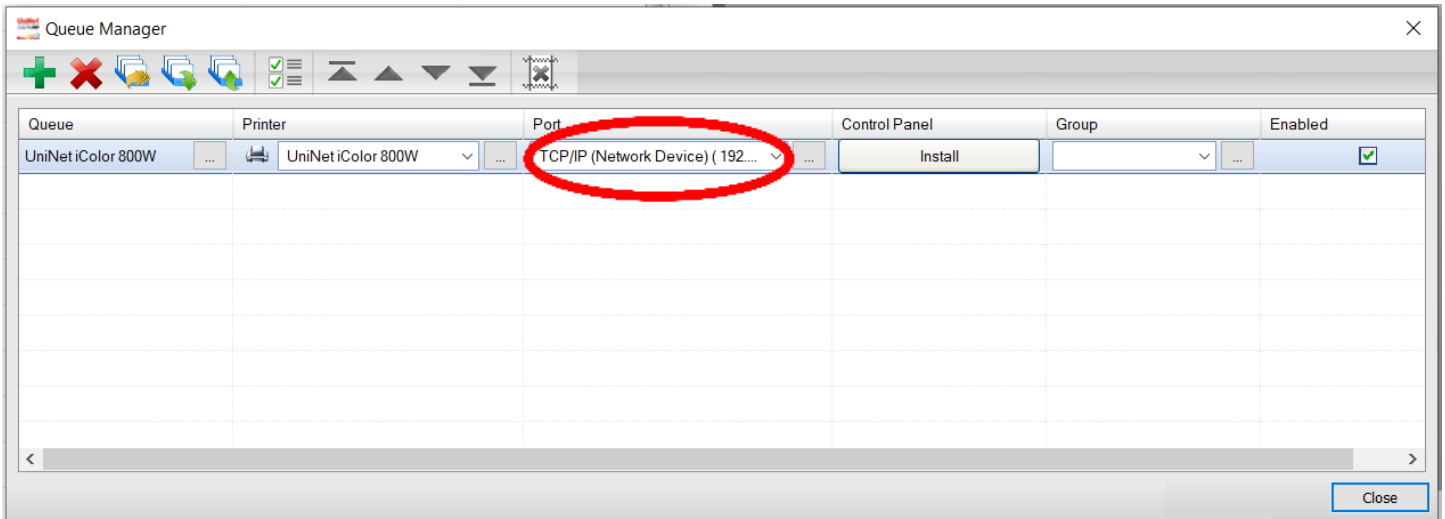 Queue Manager
Queue Printer Port Control Panel Group Enabled
UniNet iColor 800W ... UniNet iColor 800W ... TCP/IP (Network Device) ( 192.... ... Install ...
Close